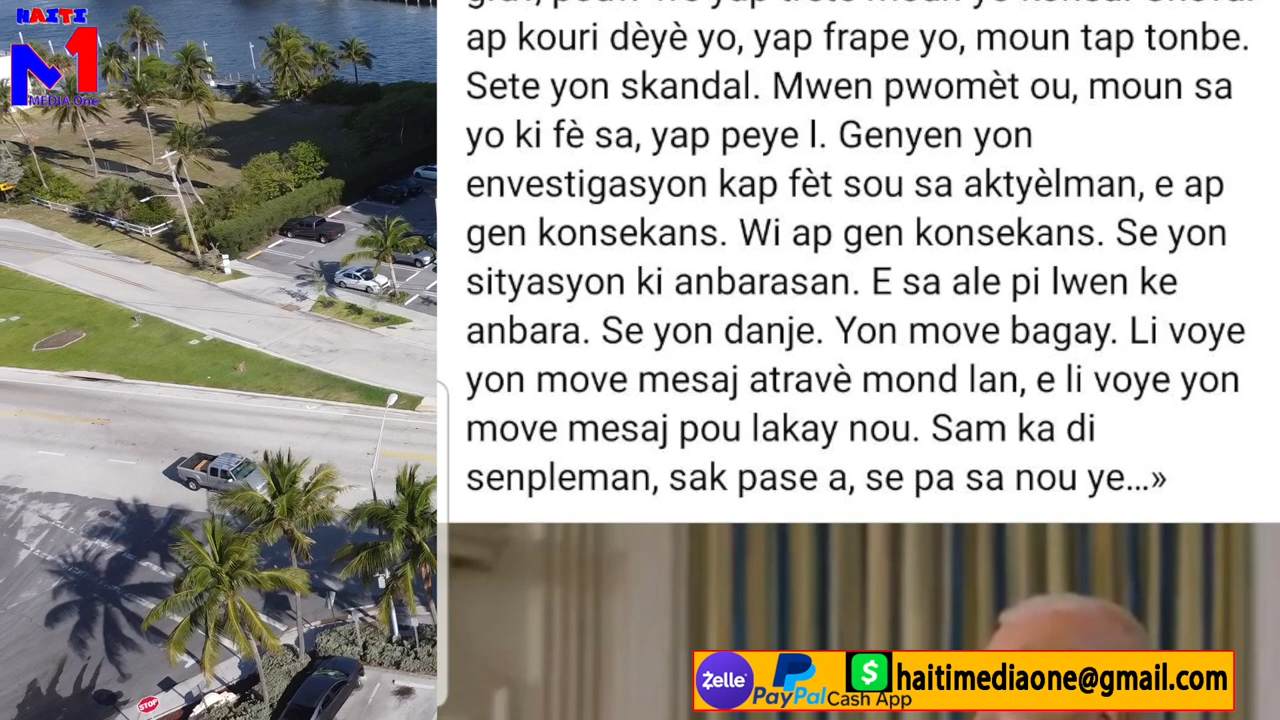 HAITI
M1
MEDIA One
ap kouri dèyè yo, yap frape yo, moun tap tonbe.
Sete yon skandal. Mwen pwomèt ou, moun sa
yo ki fè sa, yap peye l. Genyen yon
envestigasyon kap fèt sou sa aktyèlman, e ap
gen konsekans. Wi ap gen konsekans. Se yon
sityasyon ki anbarasan. E sa ale pi lwen ke
anbara. Se yon danje. Yon move bagay. Li voye
yon move mesaj atravè mond lan, e li voye yon
move mesaj pou lakay nou. Sam ka di
senpleman, sak pase a, se pa sa nou ye…»
STOP
Zelle
PayPal
$
Cash App
haitimediaone@gmail.com